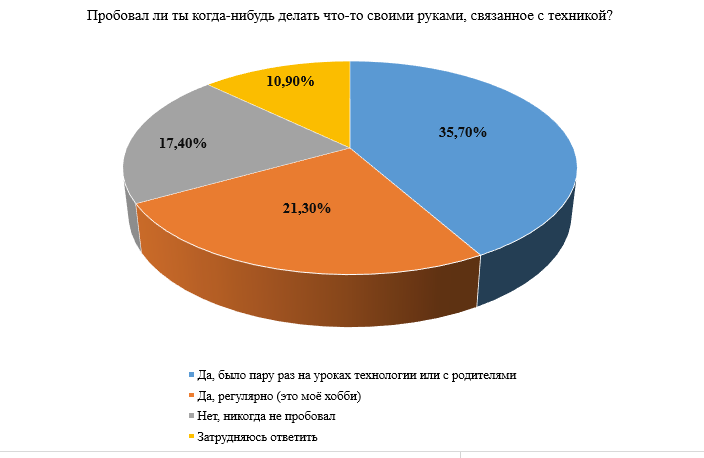 Пробовал ли ты когда-нибудь делать что-то своими руками, связанное с техникой?
10,90%
35,70%
17,40%
21,30%
Да, было пару раз на уроках технологии или с родителями
Да, регулярно (это моё хобби)
Нет, никогда не пробовал
Затрудняюсь ответить